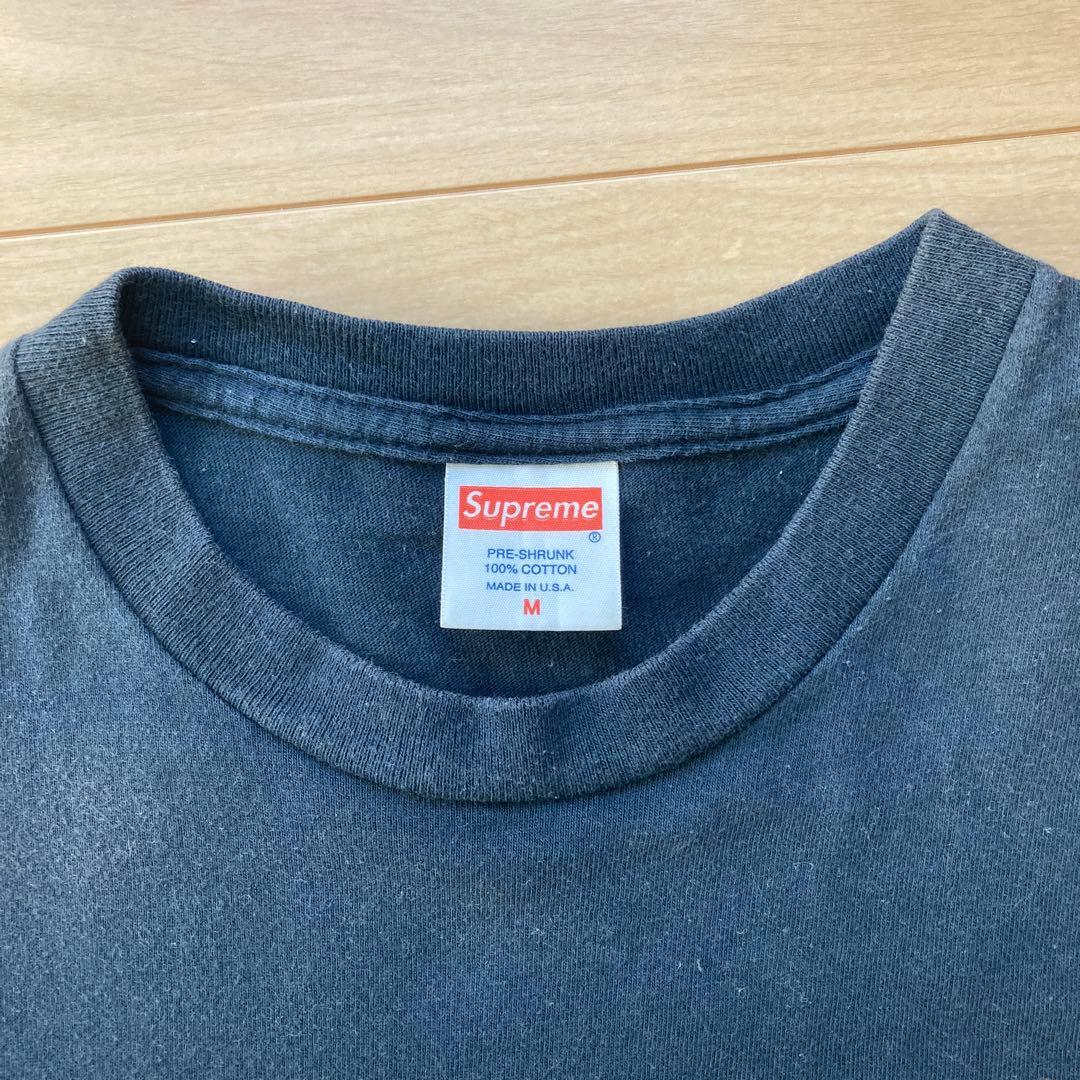 Supreme
®
PRE-SHRUNK
100% COTTON
MADE IN U.S.A.
M